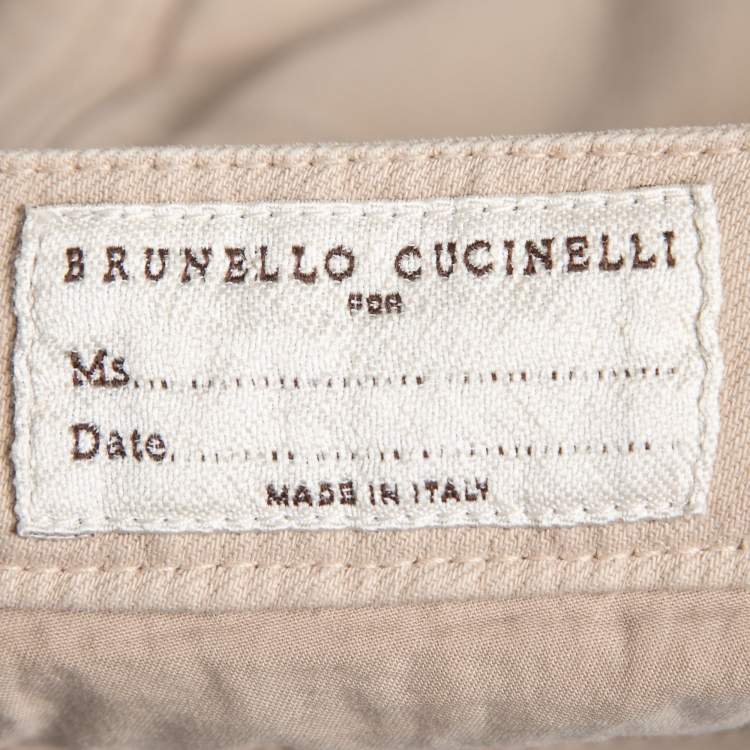 BRUNELLO CUCINELLI
FOR
Ms..............................
Date..............................
MADE IN ITALY